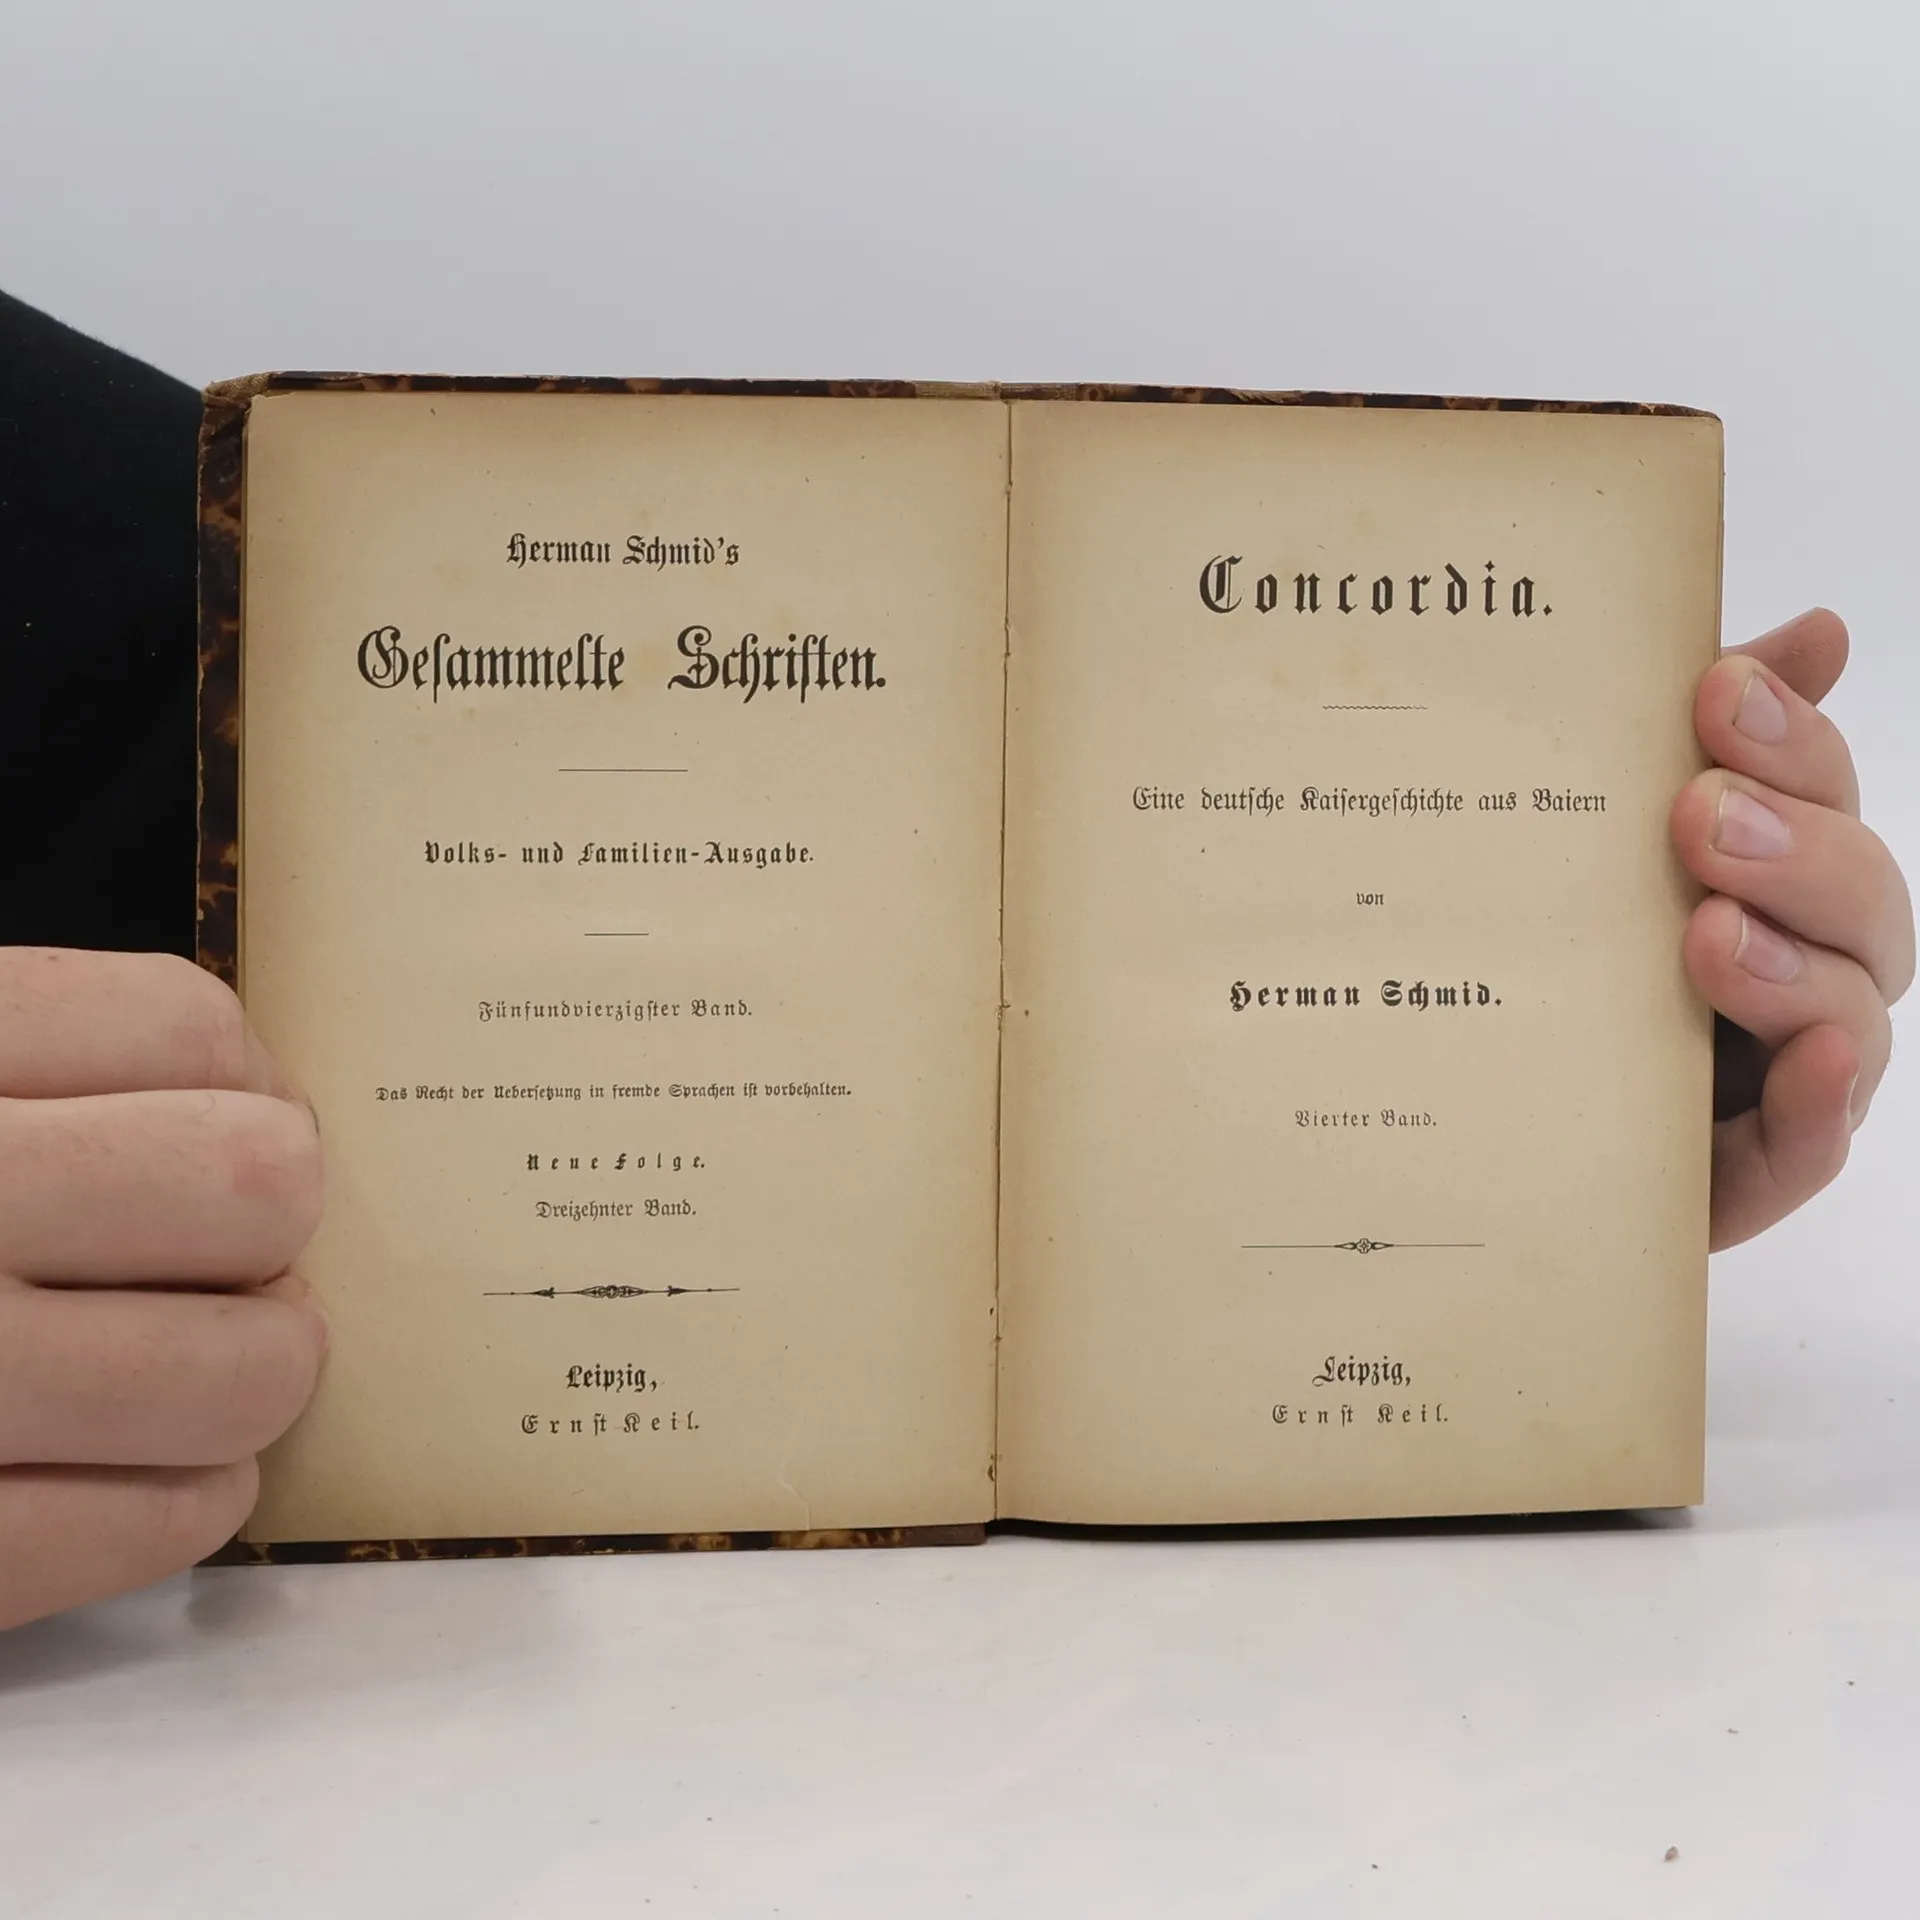 Herman Schmid's
Gesammelte Schriften.
Volks- und Familien-Ausgabe.
Fünfundvierzigster Band.
Das Recht der Uebersetzung in fremde Sprachen ist vorbehalten.
Neue Folge.
Dreizehnter Band.
Leipzig,
Ernst Keil.
Concordia.
Eine deutsche Kaisergeschichte aus Baiern
von
Herman Schmid.
Vierter Band.
Leipzig,
Ernst Keil.